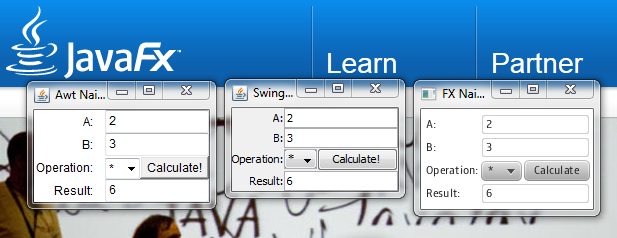 JavaFx
Learn
Partner
Awt Nai...
A:
2
B:
3
Operation:
*
Calculate!
Result:
6
Swing...
A:
2
B:
3
Operation:
*
Calculate!
Result:
6
FX Nai...
A:
2
B:
3
Operation:
*
Calculate
Result:
6
JAVA